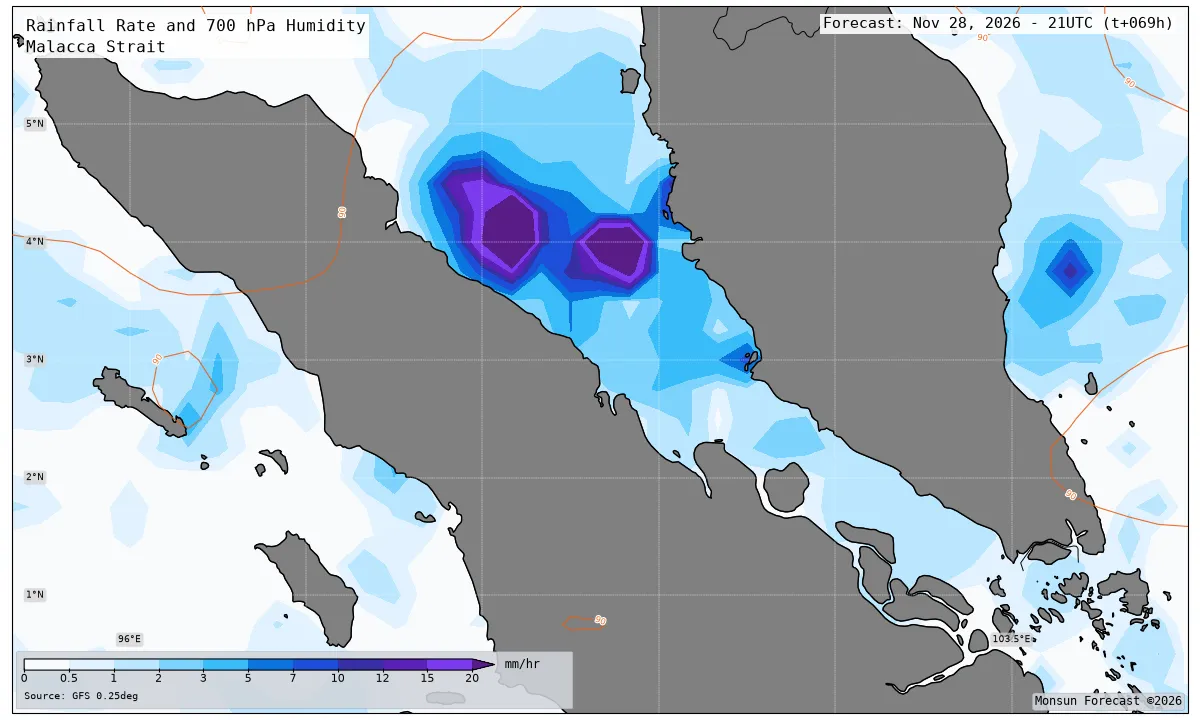 Rainfall Rate and 700 hPa Humidity
Malacca Strait
Forecast: Nov 28, 2026 - 21UTC (t+069h)
90
90
5°N
90
4°N
3°N
90
2°N
90
1°N
90
96°E
103.5°E
0 0.5 1 2 3 5 7 10 12 15 20 mm/hr
Source: GFS 0.25deg
Monsun Forecast ©2026